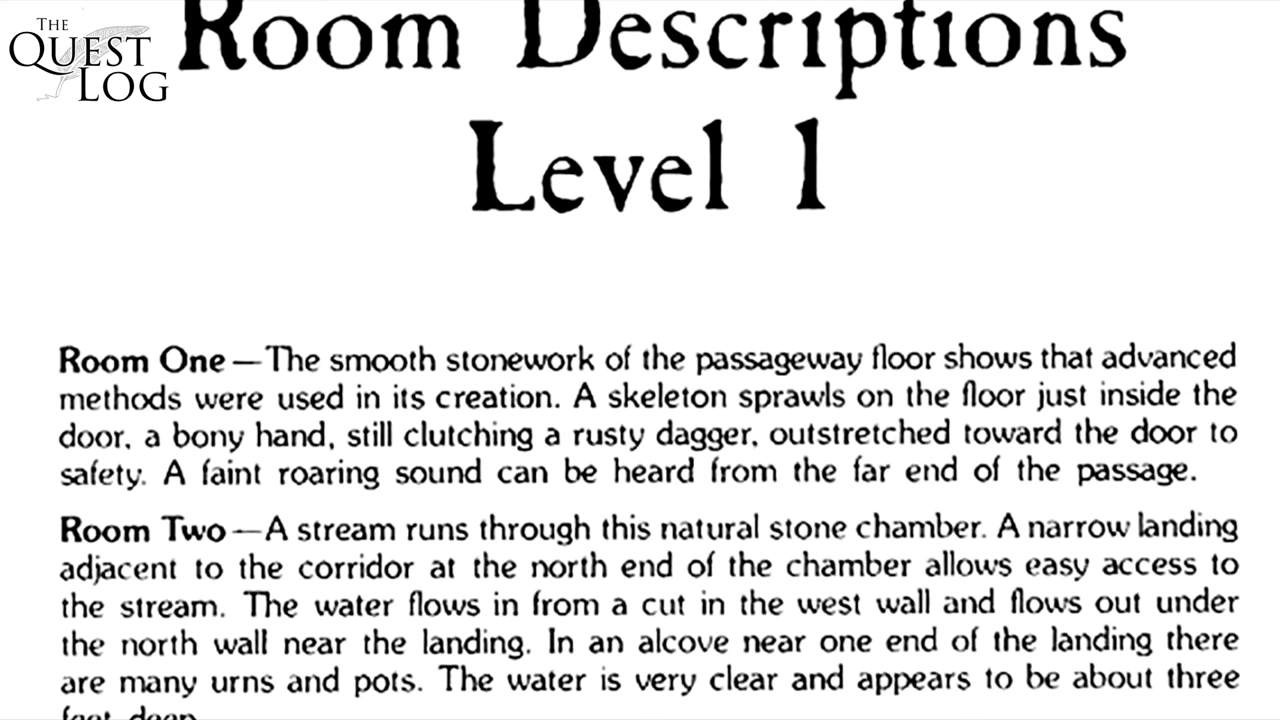 THE
QUEST
LOG
Room Descriptions
Level 1
Room One—The smooth stonework of the passageway floor shows that advanced
methods were used in its creation. A skeleton sprawls on the floor just inside the
door, a bony hand, still clutching a rusty dagger, outstretched toward the door to
safety. A faint roaring sound can be heard from the far end of the passage.
Room Two—A stream runs through this natural stone chamber. A narrow landing
adjacent to the corridor at the north end of the chamber allows easy access to
the stream. The water flows in from a cut in the west wall and flows out under
the north wall near the landing. In an alcove near one end of the landing there
are many urns and pots. The water is very clear and appears to be about three
feet deep